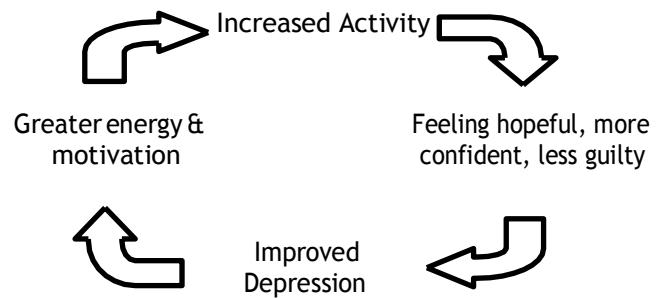 Increased Activity
Greater energy &
motivation
Feeling hopeful, more
confident, less guilty
Improved
Depression